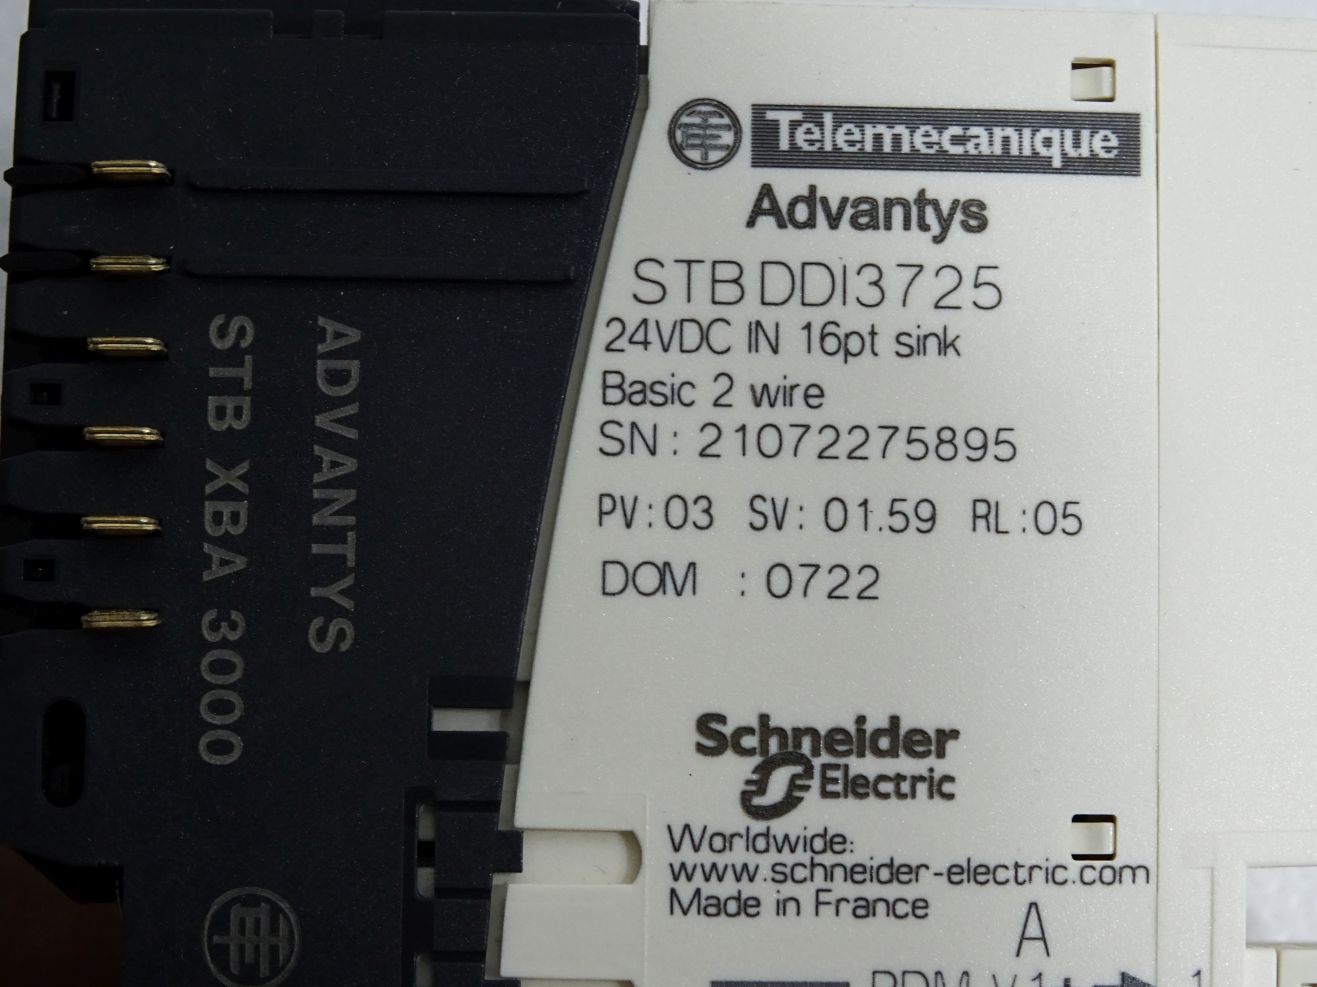 Telemecanique
Advantys
STB DDI3725
24VDC IN 16pt sink
Basic 2 wire
SN: 21072275895
PV:03 SV: 01.59 RL:05
DOM : 0722
Schneider
Electric
Worldwide:
www.schneider-electric.com
Made in France
A
1
ADVANTYS
STB XBA 3000